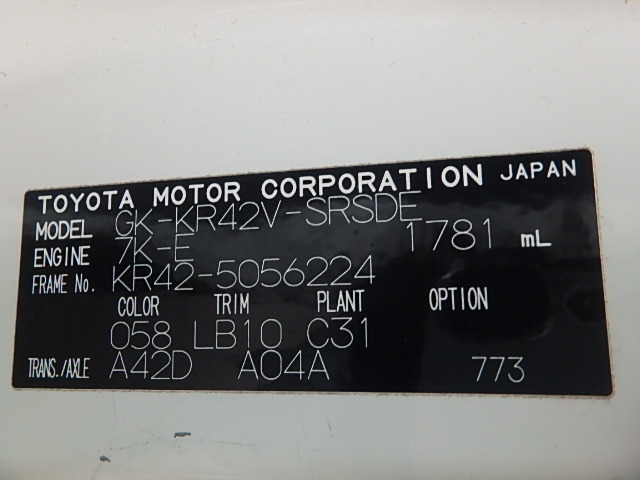 TOYOTA MOTOR CORPORATION JAPAN
MODEL GK-KR42V-SRSDE
ENGINE 7K-E 1781 mL
FRAME No. KR42-5056224
COLOR TRIM PLANT OPTION
058 LB10 C31
TRANS./AXLE A42D A04A 773